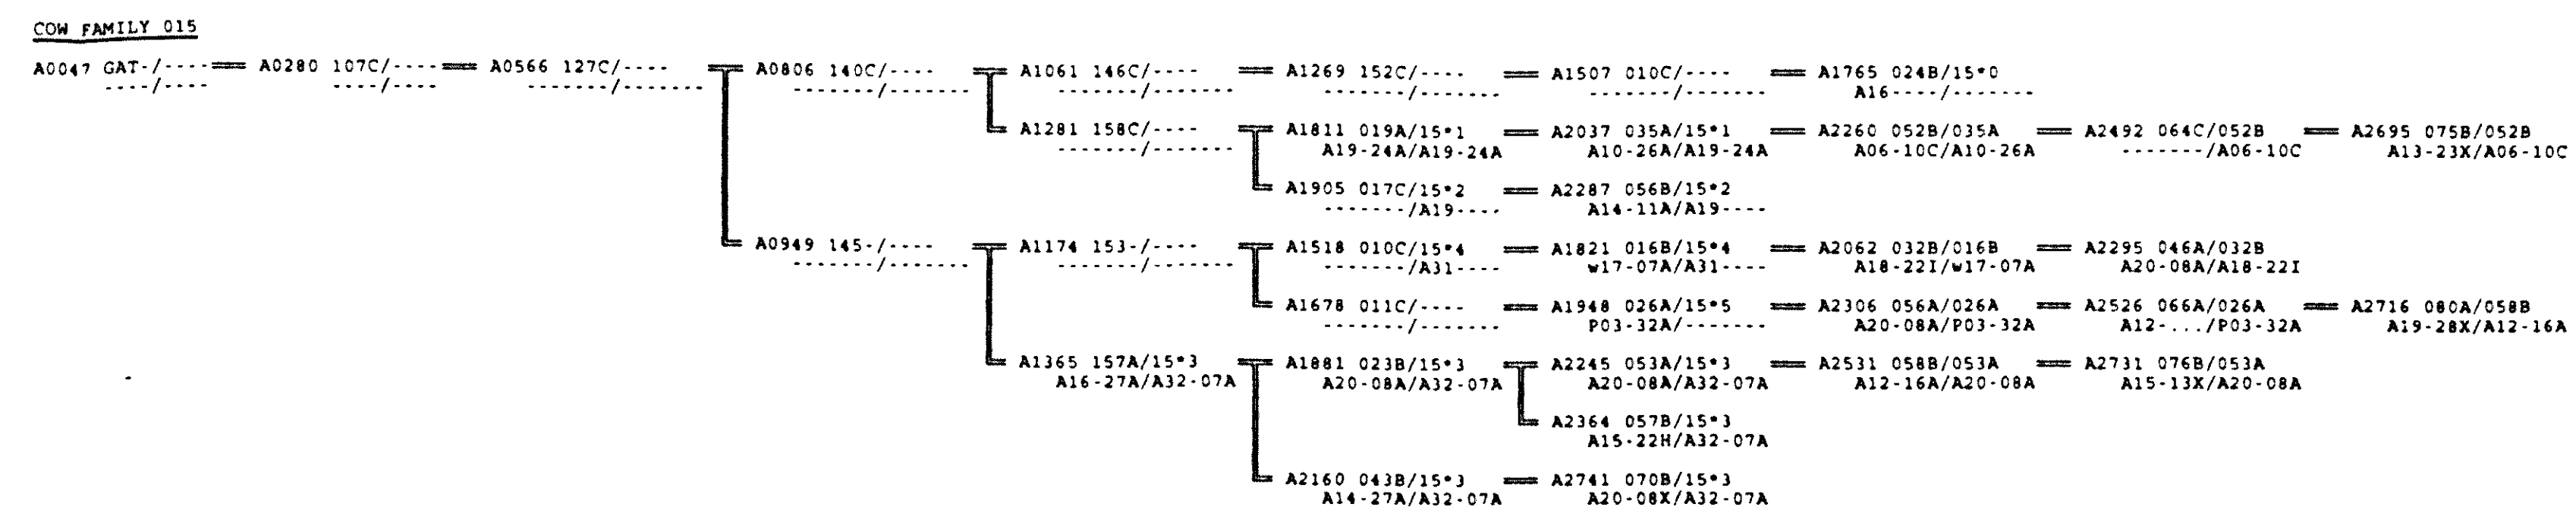 COW FAMILY 015
A0047 GAT-/---- A0280 107C/---- A0566 127C/---- A0806 140C/---- A1061 146C/---- A1269 152C/---- A1507 010C/---- A1765 024B/15*0
----/---- ----/---- -------/------- -------/------- -------/------- -------/------- -------/------- A16----/-------
A1281 158C/---- A1811 019A/15*1 A2037 035A/15*1 A2260 052B/035A A2492 064C/052B A2695 075B/052B
-------/------- A19-24A/A19-24A A10-26A/A19-24A A06-10C/A10-26A -------/A06-10C A13-23X/A06-10C
A1905 017C/15*2 A2287 056B/15*2
-------/A19---- A14-11A/A19----
A0949 145-/---- A1174 153-/---- A1518 010C/15*4 A1821 016B/15*4 A2062 032B/016B A2295 046A/032B
-------/------- -------/------- -------/A31---- w17-07A/A31---- A18-22I/w17-07A A20-08A/A18-22I
A1678 011C/---- A1948 026A/15*5 A2306 056A/026A A2526 066A/026A A2716 080A/058B
-------/------- P03-32A/------- A20-08A/P03-32A A12-.../P03-32A A19-28X/A12-16A
A1365 157A/15*3 A1881 023B/15*3 A2245 053A/15*3 A2531 058B/053A A2731 076B/053A
A16-27A/A32-07A A20-08A/A32-07A A20-08A/A32-07A A12-16A/A20-08A A15-13X/A20-08A
A2364 057B/15*3
A15-22H/A32-07A
A2160 043B/15*3 A2741 070B/15*3
A14-27A/A32-07A A20-08X/A32-07A